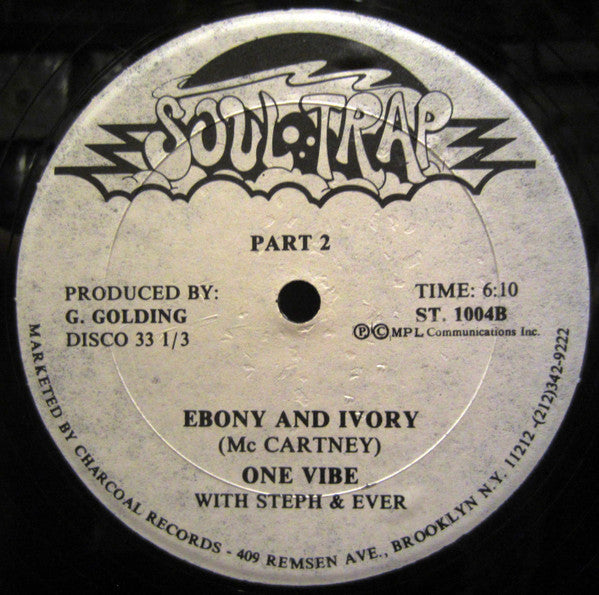 SOUL TRAP
PART 2
PRODUCED BY:
G. GOLDING
DISCO 33 1/3
TIME: 6:10
ST. 1004B
Ⓟ©MPL Communications Inc.
EBONY AND IVORY
(Mc CARTNEY)
ONE VIBE
WITH STEPH & EVER
MARKETED BY CHARCOAL RECORDS - 409 REMSEN AVE., BROOKLYN N.Y. 11212 -(212)342-9222